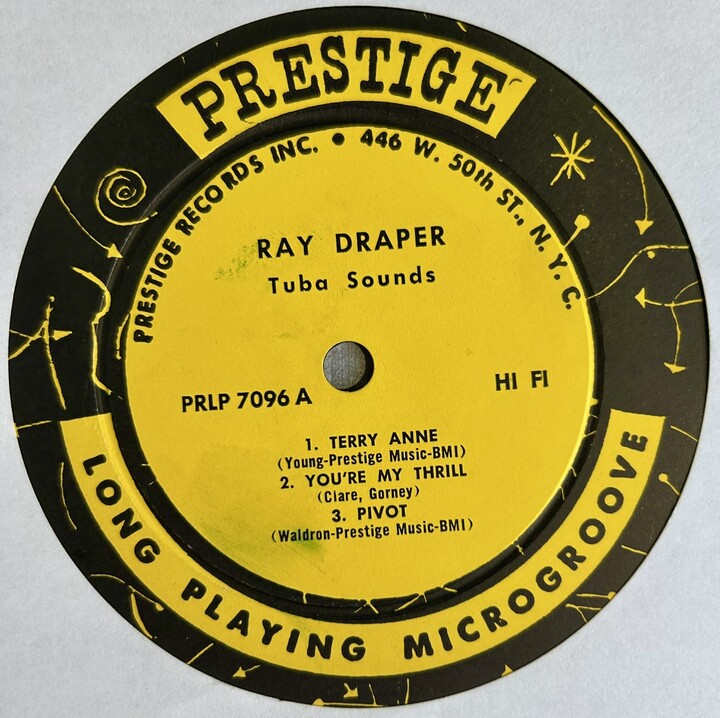 PRESTIGE
PRESTIGE RECORDS INC. • 446 W. 50th ST., N. Y. C.
RAY DRAPER
Tuba Sounds
PRLP 7096 A
HI FI
1. TERRY ANNE
(Young-Prestige Music-BMI)
2. YOU'RE MY THRILL
(Clare, Gorney)
3. PIVOT
(Waldron-Prestige Music-BMI)
LONG PLAYING MICROGROOVE